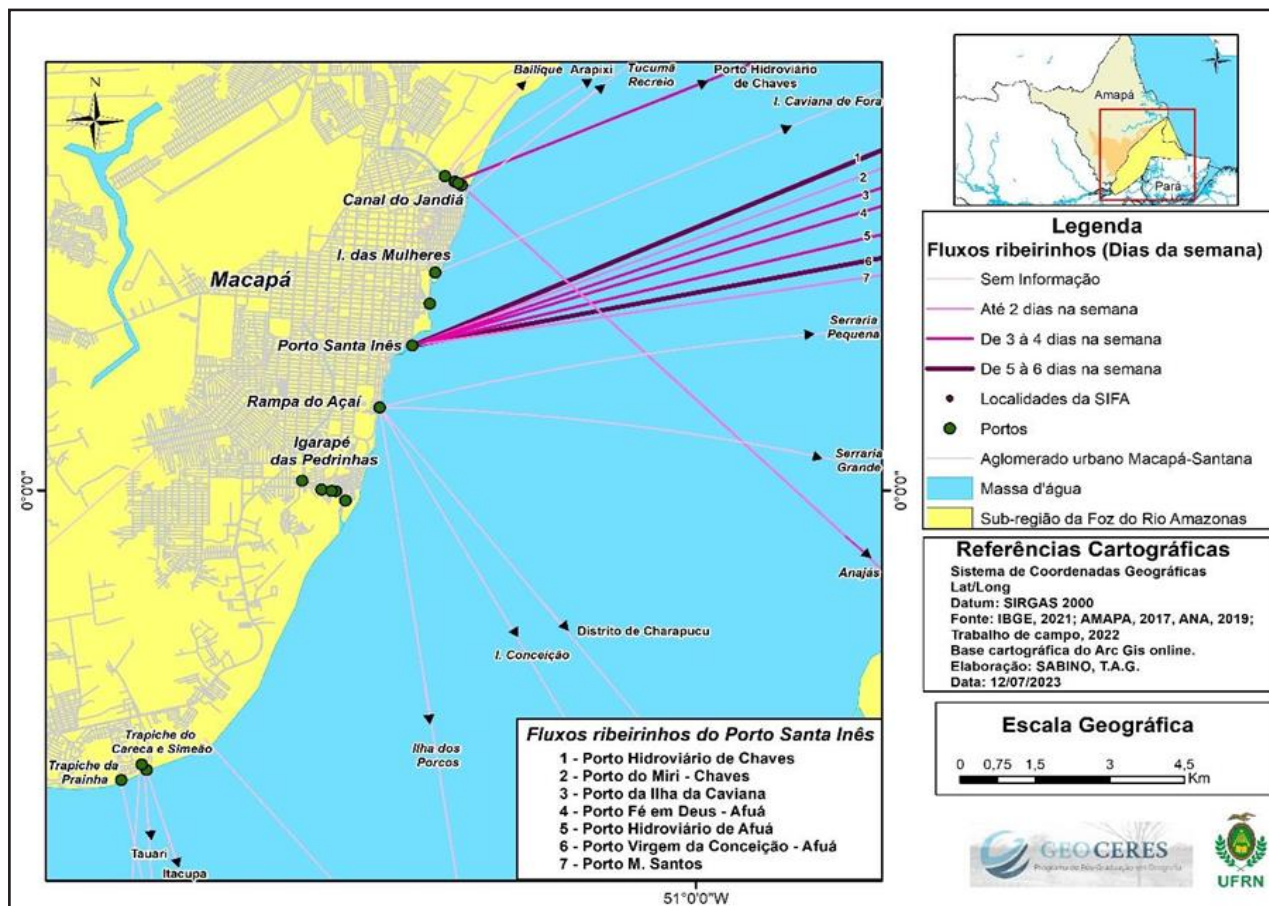 N
Bailique
Arapixi
Tucumã
Recreio
Porto Hidroviário
de Chaves
I. Caviana de Fora
Canal do Jandiá
I. das Mulheres
Macapá
Porto Santa Inês
Rampa do Açaí
Igarapé
das Pedrinhas
1
2
3
4
5
6
7
Serraria
Pequena
Serraria
Grande
Anajás
0°0'0"
0°0'0"
Distrito de Charapucu
I. Conceição
Ilha dos
Porcos
Trapiche do
Careca e Simeão
Trapiche da
Prainha
Tauari
Itacupa
51°0'0"W
Fluxos ribeirinhos do Porto Santa Inês
1 - Porto Hidroviário de Chaves
2 - Porto do Miri - Chaves
3 - Porto da Ilha da Caviana
4 - Porto Fé em Deus - Afuá
5 - Porto Hidroviário de Afuá
6 - Porto Virgem da Conceição - Afuá
7 - Porto M. Santos
Amapá
Pará
Legenda
Fluxos ribeirinhos (Dias da semana)
Sem Informação
Até 2 dias na semana
De 3 à 4 dias na semana
De 5 à 6 dias na semana
Localidades da SIFA
Portos
Aglomerado urbano Macapá-Santana
Massa d'água
Sub-região da Foz do Rio Amazonas
Referências Cartográficas
Sistema de Coordenadas Geográficas
Lat/Long
Datum: SIRGAS 2000
Fonte: IBGE, 2021; AMAPA, 2017, ANA, 2019;
Trabalho de campo, 2022
Base cartográfica do Arc Gis online.
Elaboração: SABINO, T.A.G.
Data: 12/07/2023
Escala Geográfica
0 0,75 1,5 3 4,5
Km
GEOCERES
Programa de Pós-Graduação em Geografia
UFRN